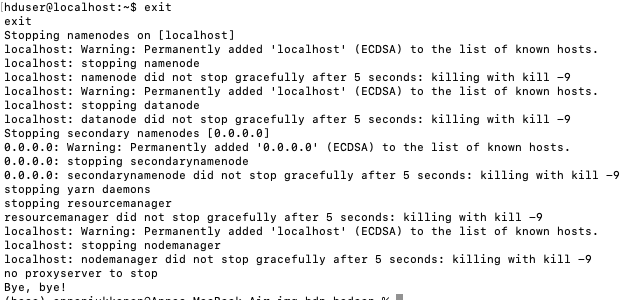 hduser@localhost:~$ exit
exit
Stopping namenodes on [localhost]
localhost: Warning: Permanently added 'localhost' (ECDSA) to the list of known hosts.
localhost: stopping namenode
localhost: namenode did not stop gracefully after 5 seconds: killing with kill -9
localhost: Warning: Permanently added 'localhost' (ECDSA) to the list of known hosts.
localhost: stopping datanode
localhost: datanode did not stop gracefully after 5 seconds: killing with kill -9
Stopping secondary namenodes [0.0.0.0]
0.0.0.0: Warning: Permanently added '0.0.0.0' (ECDSA) to the list of known hosts.
0.0.0.0: stopping secondarynamenode
0.0.0.0: secondarynamenode did not stop gracefully after 5 seconds: killing with kill -9
stopping yarn daemons
stopping resourcemanager
resourcemanager did not stop gracefully after 5 seconds: killing with kill -9
localhost: Warning: Permanently added 'localhost' (ECDSA) to the list of known hosts.
localhost: stopping nodemanager
localhost: nodemanager did not stop gracefully after 5 seconds: killing with kill -9
no proxyserver to stop
Bye, bye!
(base)